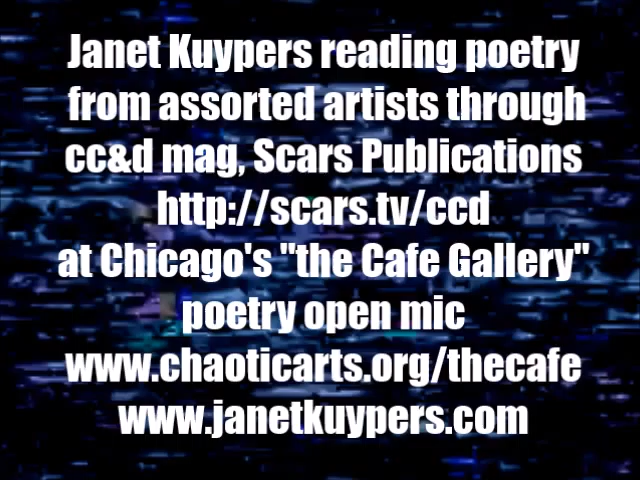 Janet Kuypers reading poetry
from assorted artists through
cc&d mag, Scars Publications
http://scars.tv/ccd
at Chicago's "the Cafe Gallery"
poetry open mic
www.chaoticarts.org/thecafe
www.janetkuypers.com